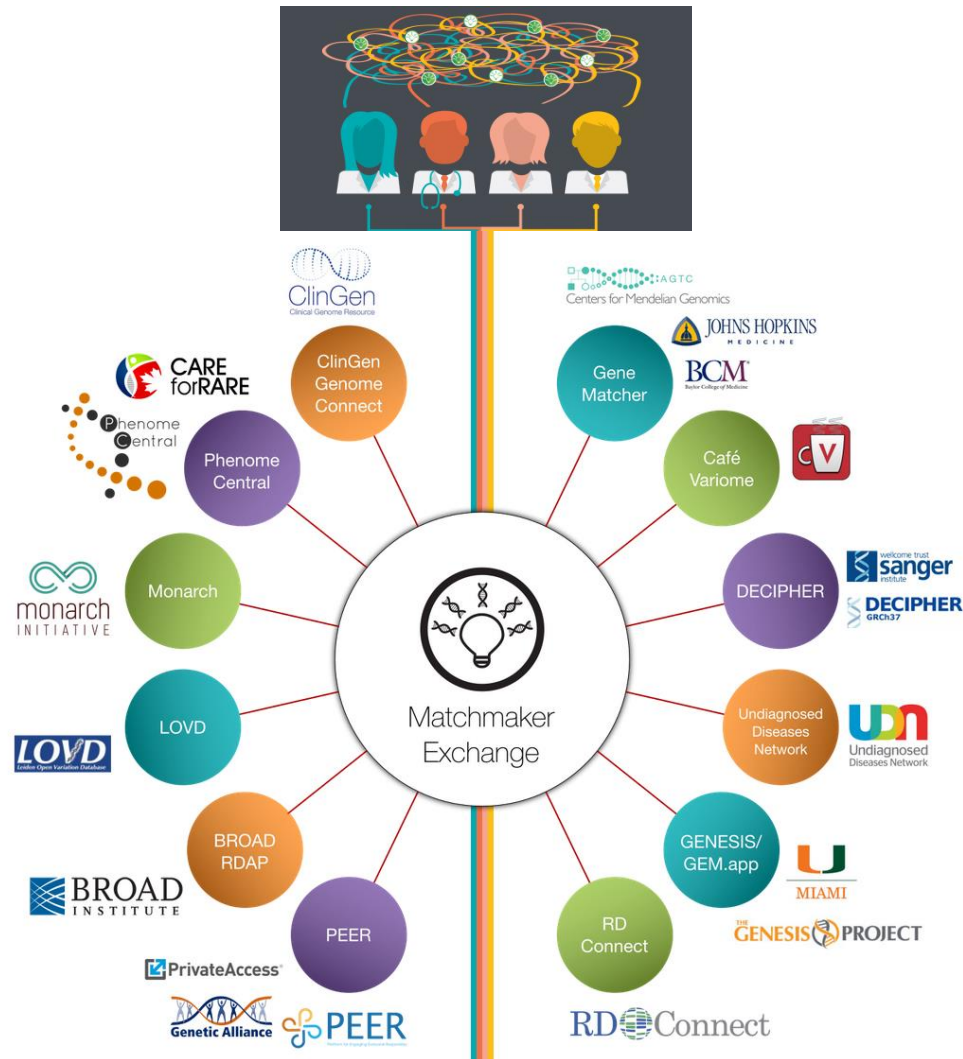 ClinGen
Clinical Genome Resource
ClinGen
Genome
Connect
AGTC
Centers for Mendelian Genomics
JOHNS HOPKINS
MEDICINE
BCM
Baylor College of Medicine
Gene
Matcher
CARE
forRARE
Phenome
Central
Phenome
Central
Café
Variome
CV
monarch
INITIATIVE
Monarch
DECIPHER
wellcome trust
sanger
institute
DECIPHER
GRCh37
Matchmaker
Exchange
LOVD
LOVD
Leiden Open Variation Database
Undiagnosed
Diseases
Network
UDN
Undiagnosed
Diseases Network
BROAD
RDAP
BROAD
INSTITUTE
GENESIS/
GEM.app
U
MIAMI
THE
GENESIS PROJECT
PEER
PrivateAccess
Genetic Alliance
PEER
RD
Connect
RD Connect